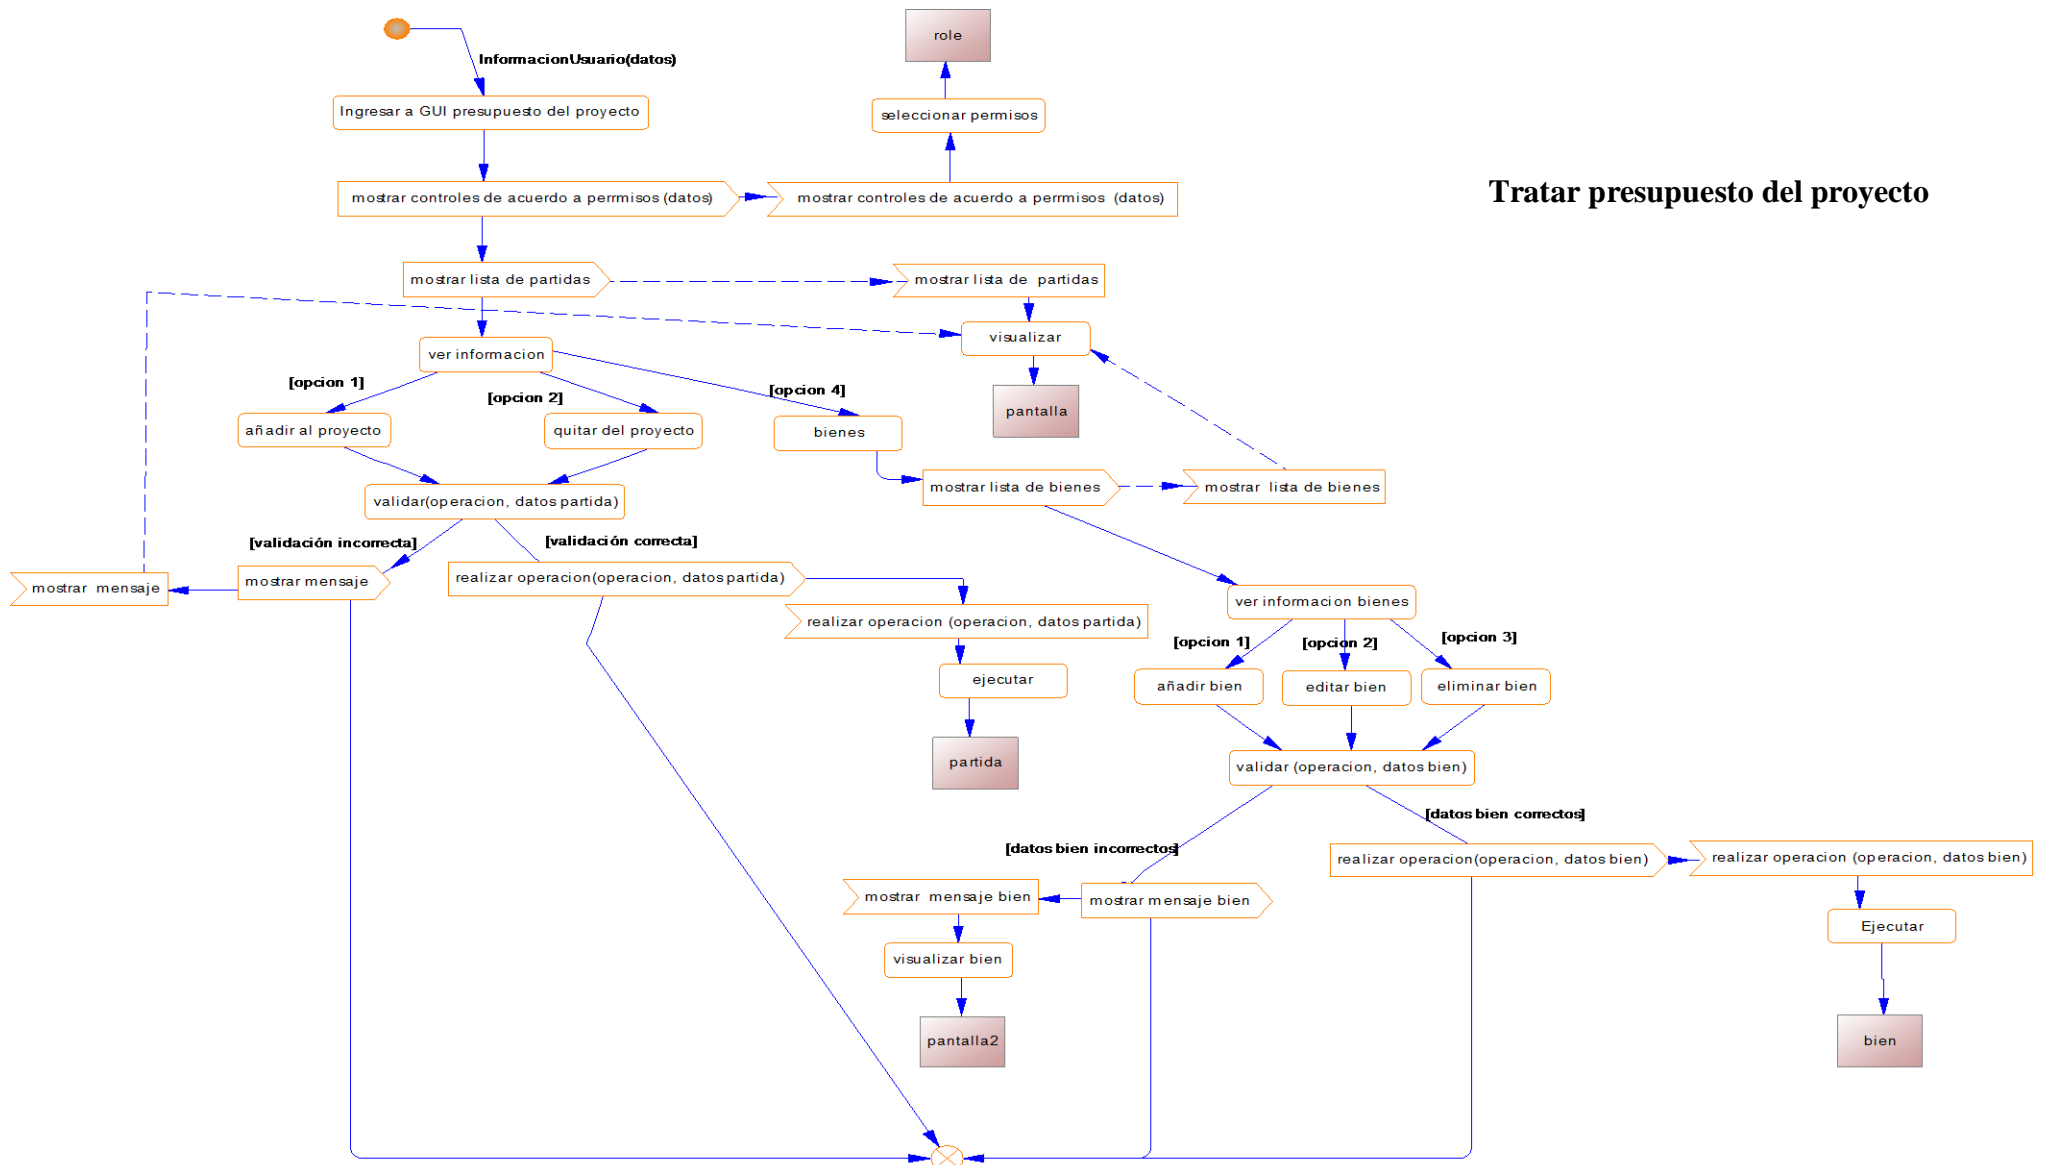 role
InformacionUsuario(datos)
Ingresar a GUI presupuesto del proyecto
seleccionar permisos
Tratar presupuesto del proyecto
mostrar controles de acuerdo a perrmisos (datos)
mostrar controles de acuerdo a perrmisos (datos)
mostrar lista de partidas
mostrar lista de partidas
visualizar
ver informacion
[opcion 1]
[opcion 2]
[opcion 4]
pantalla
añadir al proyecto
quitar del proyecto
bienes
mostrar lista de bienes
mostrar lista de bienes
validar(operacion, datos partida)
[validación incorrecta]
[validación correcta]
mostrar mensaje
mostrar mensaje
realizar operacion(operacion, datos partida)
realizar operacion (operacion, datos partida)
ver informacion bienes
[opcion 1]
[opcion 2]
[opcion 3]
ejecutar
añadir bien
editar bien
eliminar bien
partida
validar (operacion, datos bien)
[datos bien correctos]
[datos bien incorrectos]
realizar operacion(operacion, datos bien)
realizar operacion (operacion, datos bien)
mostrar mensaje bien
mostrar mensaje bien
Ejecutar
visualizar bien
pantalla2
bien